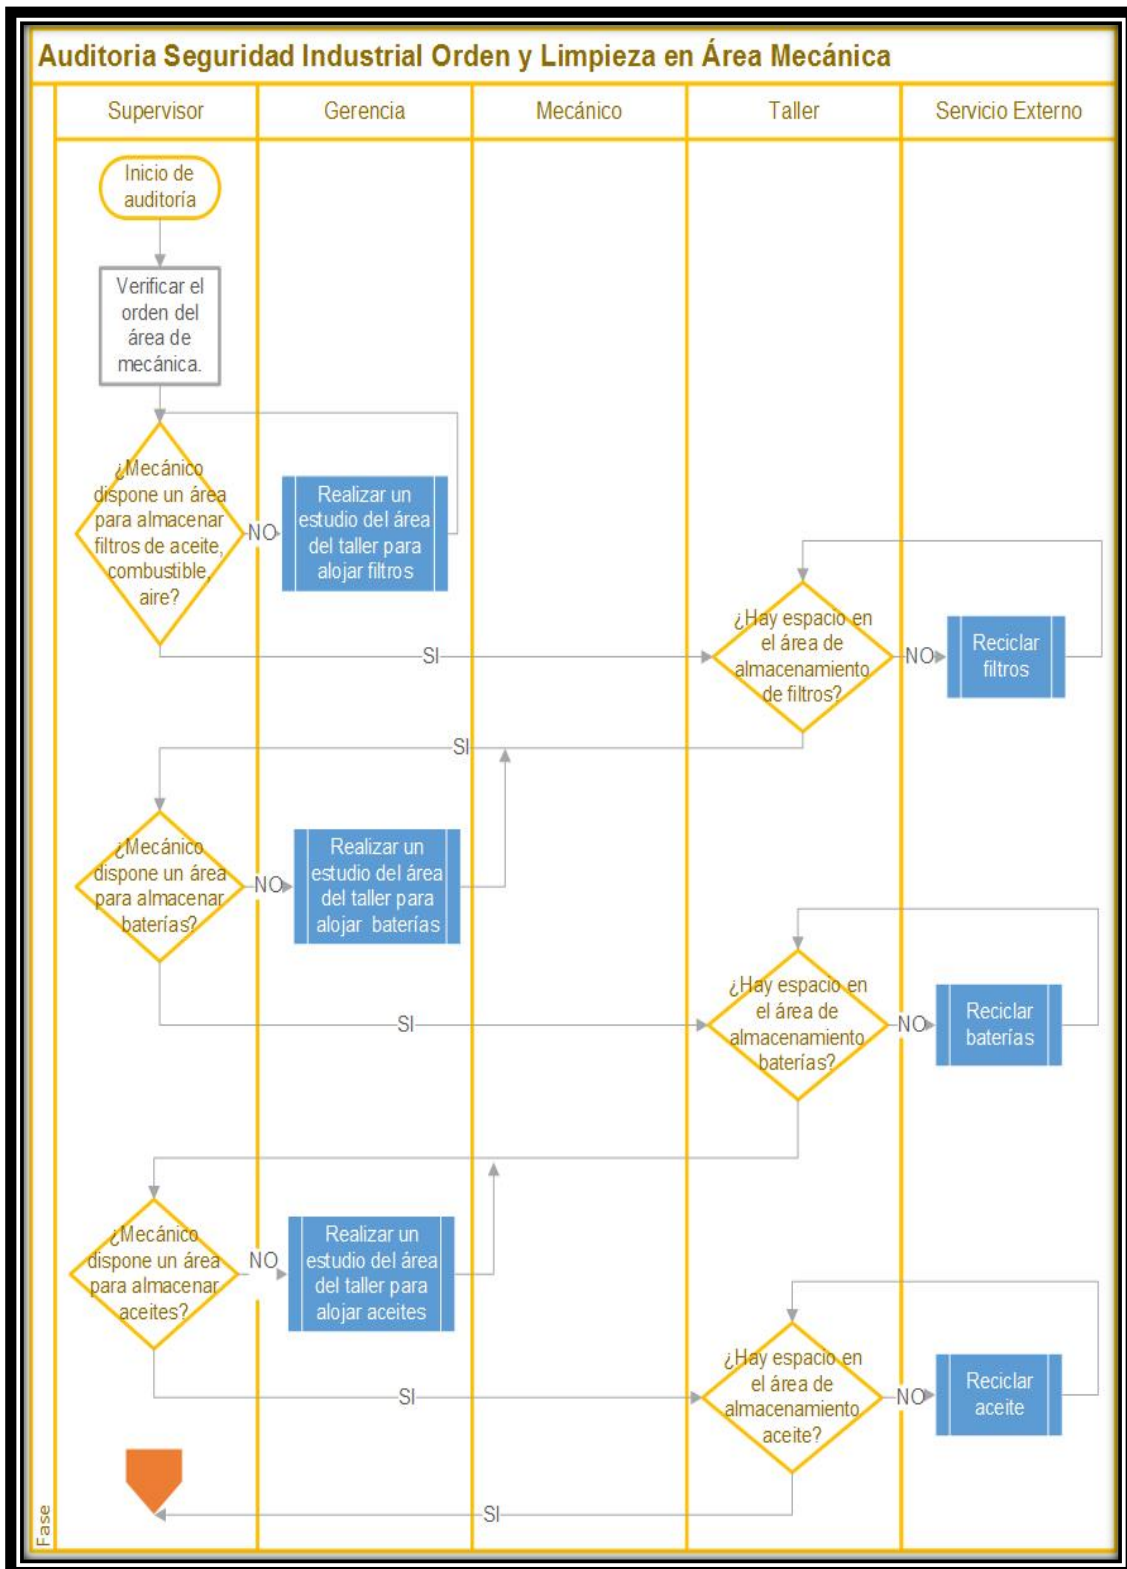 Auditoria Seguridad Industrial Orden y Limpieza en Área Mecánica
Supervisor
Gerencia
Mecánico
Taller
Servicio Externo
Inicio de
auditoría
Verificar el
orden del
área de
mecánica.
¿Mecánico
dispone un área
para almacenar
filtros de aceite,
combustible,
aire?
NO
Realizar un
estudio del área
del taller para
alojar filtros
SI
¿Hay espacio en
el área de
almacenamiento
de filtros?
NO
Reciclar
filtros
SI
¿Mecánico
dispone un área
para almacenar
baterías?
NO
Realizar un
estudio del área
del taller para
alojar baterías
SI
¿Hay espacio en
el área de
almacenamiento
baterías?
NO
Reciclar
baterías
¿Mecánico
dispone un área
para almacenar
aceites?
NO
Realizar un
estudio del área
del taller para
alojar aceites
SI
¿Hay espacio en
el área de
almacenamiento
aceite?
NO
Reciclar
aceite
SI
Fase